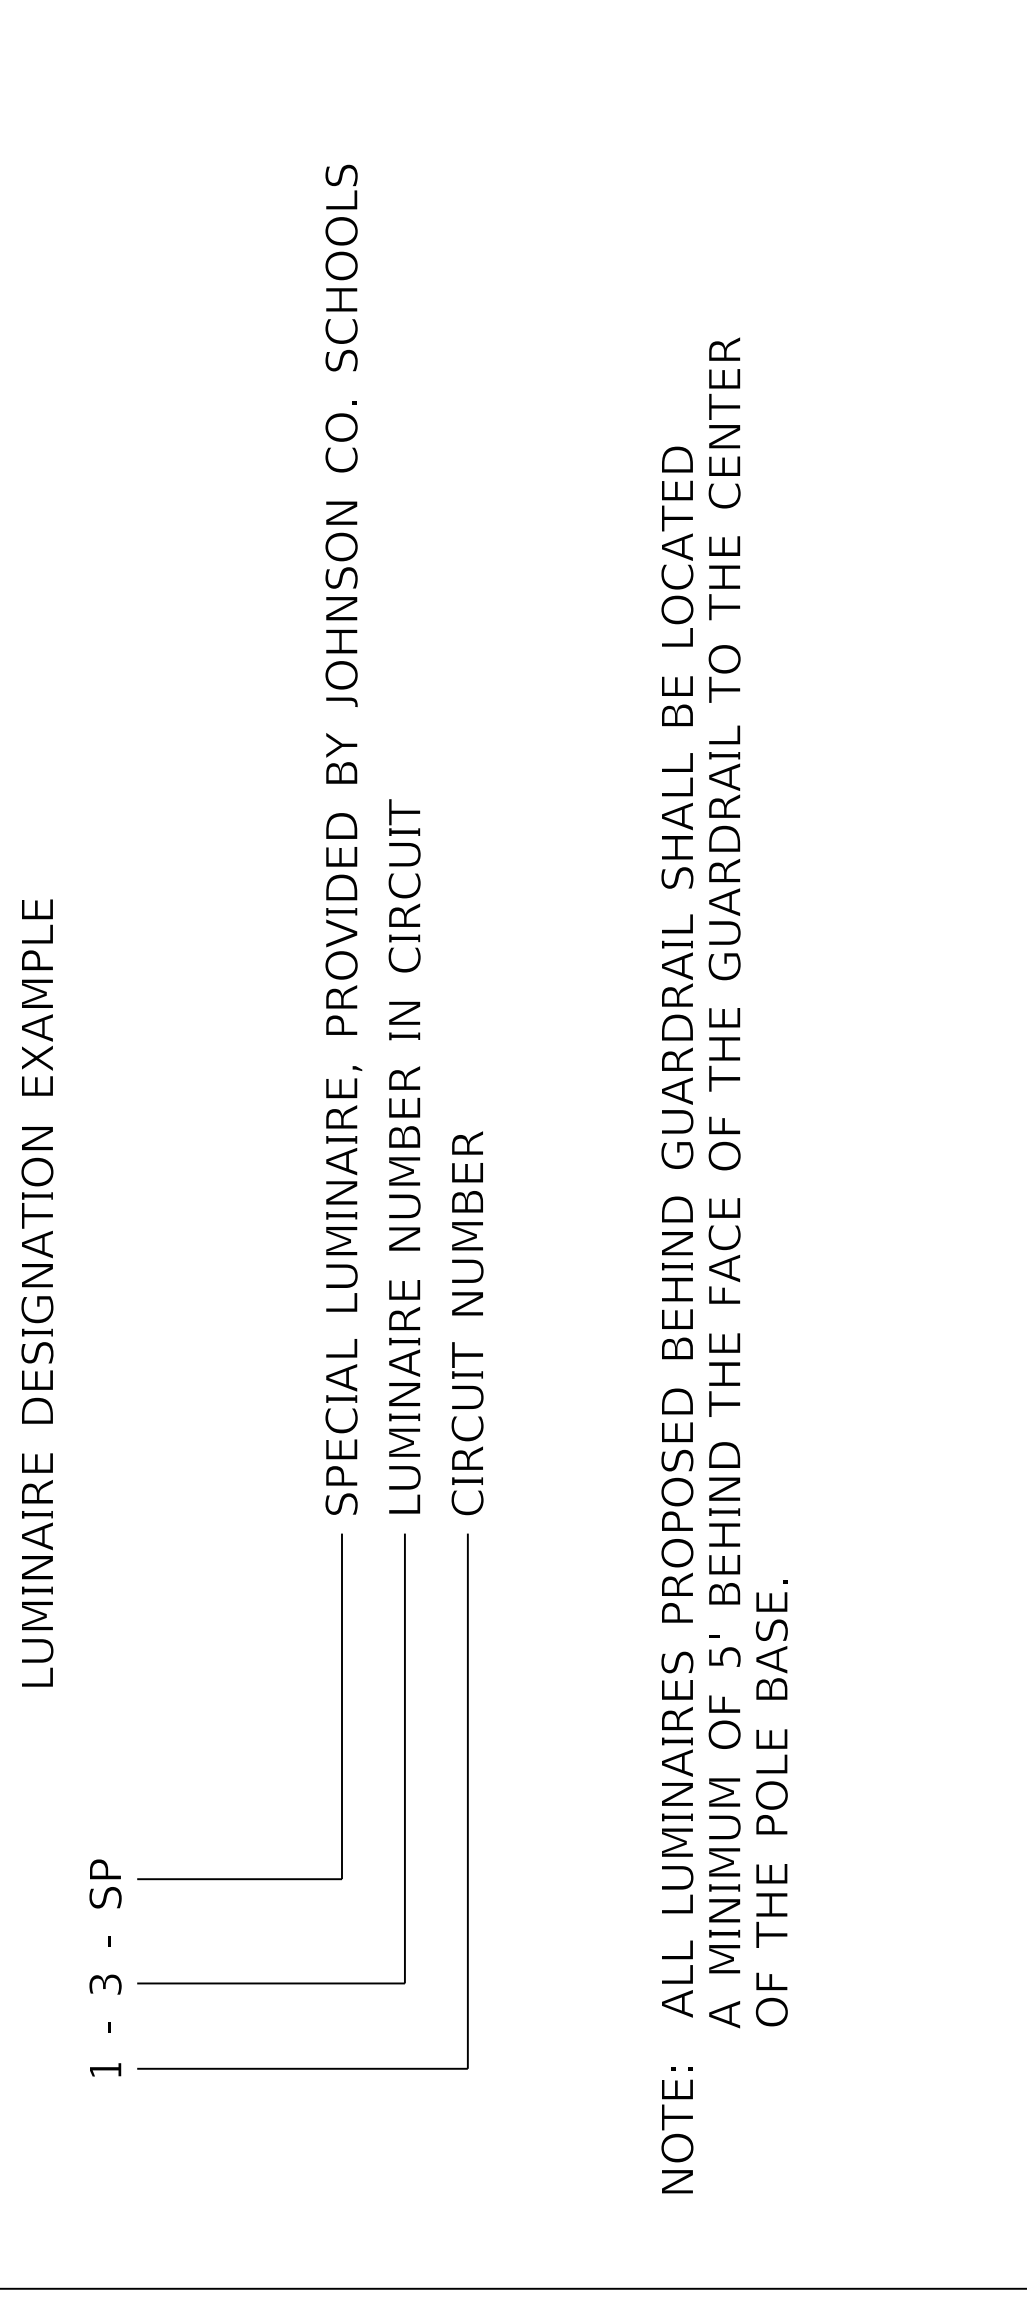 LUMINAIRE DESIGNATION EXAMPLE
1 - 3 - SP
SPECIAL LUMINAIRE, PROVIDED BY JOHNSON CO. SCHOOLS
LUMINAIRE NUMBER IN CIRCUIT
CIRCUIT NUMBER
NOTE: ALL LUMINAIRES PROPOSED BEHIND GUARDRAIL SHALL BE LOCATED
A MINIMUM OF 5' BEHIND THE FACE OF THE GUARDRAIL TO THE CENTER
OF THE POLE BASE.